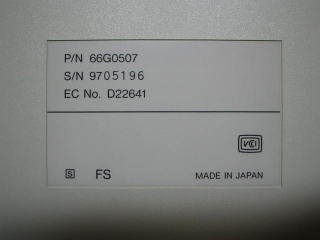 P/N 66G0507
S/N 9705196
EC No. D22641
VCCI
S FS MADE IN JAPAN